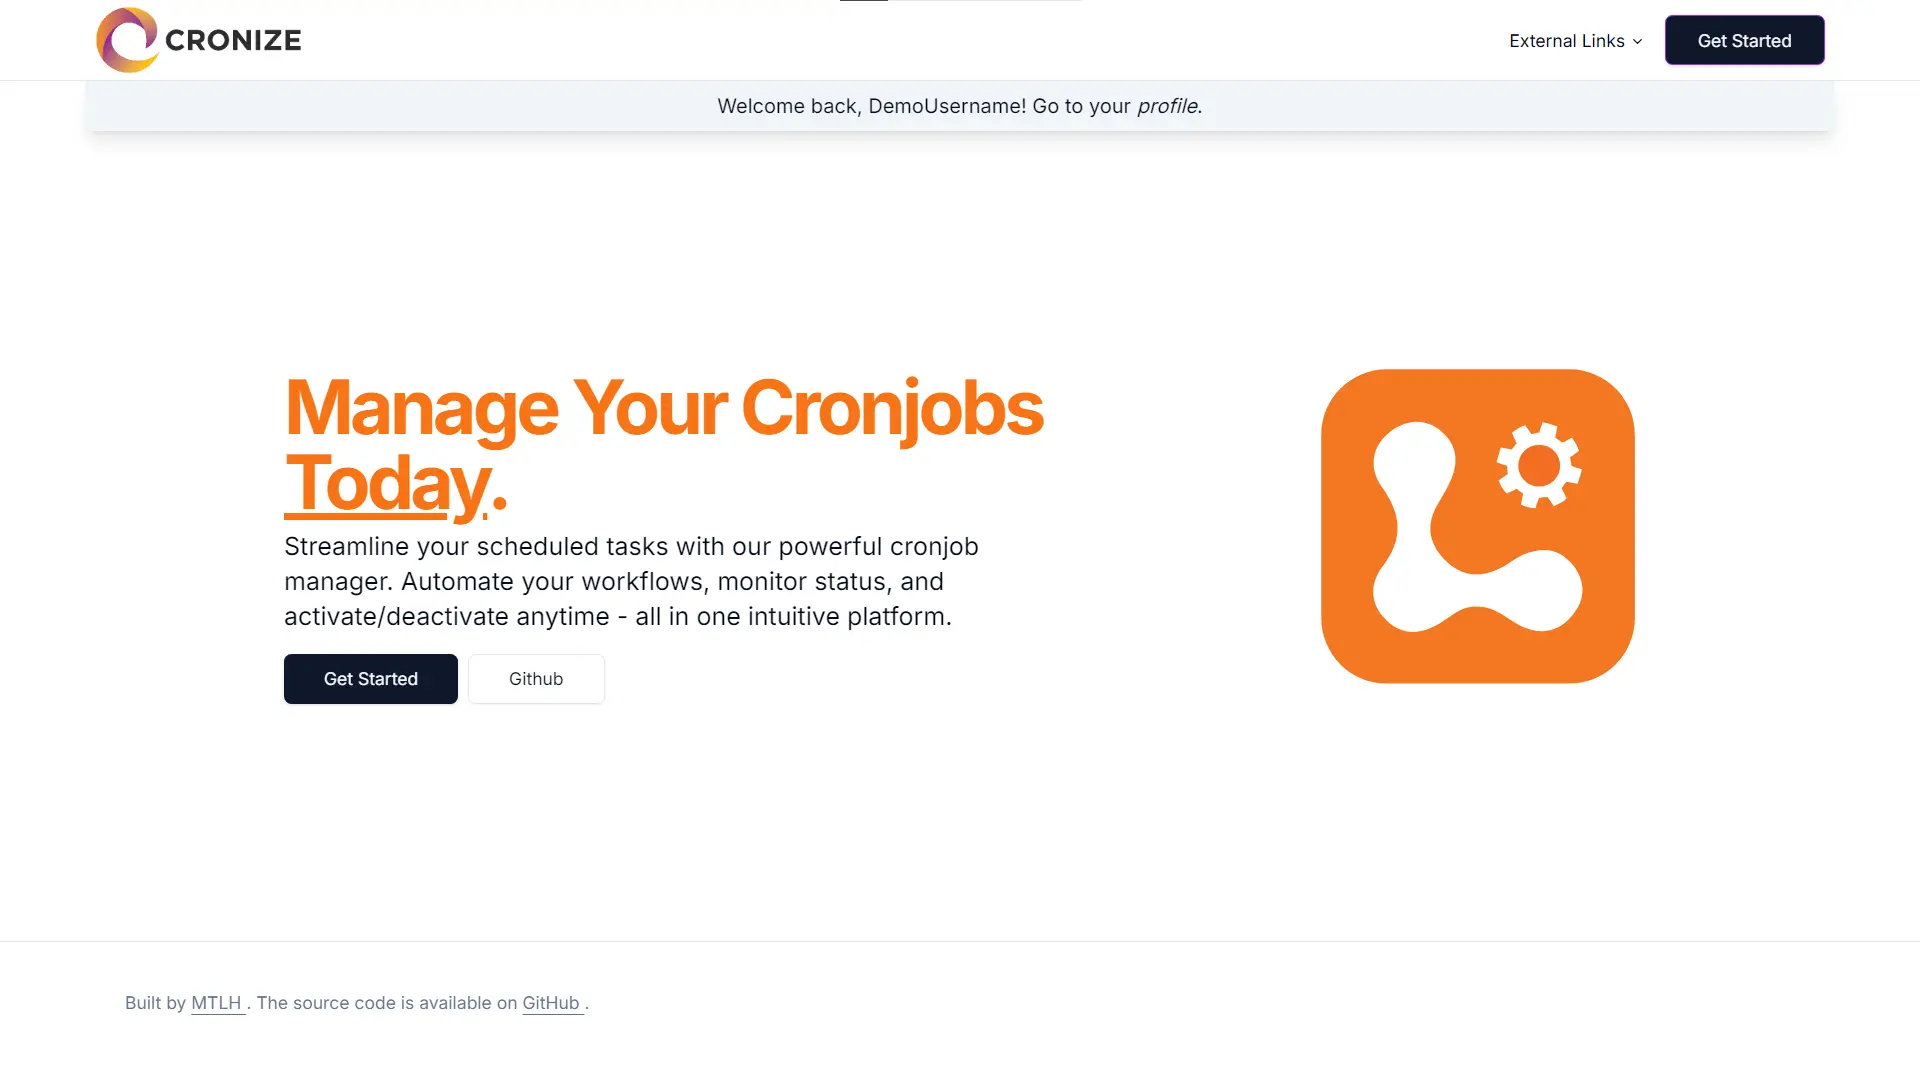 CRONIZE
External Links
Get Started
Welcome back, DemoUsername! Go to your profile.
Manage Your Cronjobs
Today.
Streamline your scheduled tasks with our powerful cronjob
manager. Automate your workflows, monitor status, and
activate/deactivate anytime - all in one intuitive platform.
Get Started
Github
Built by MTLH . The source code is available on GitHub .